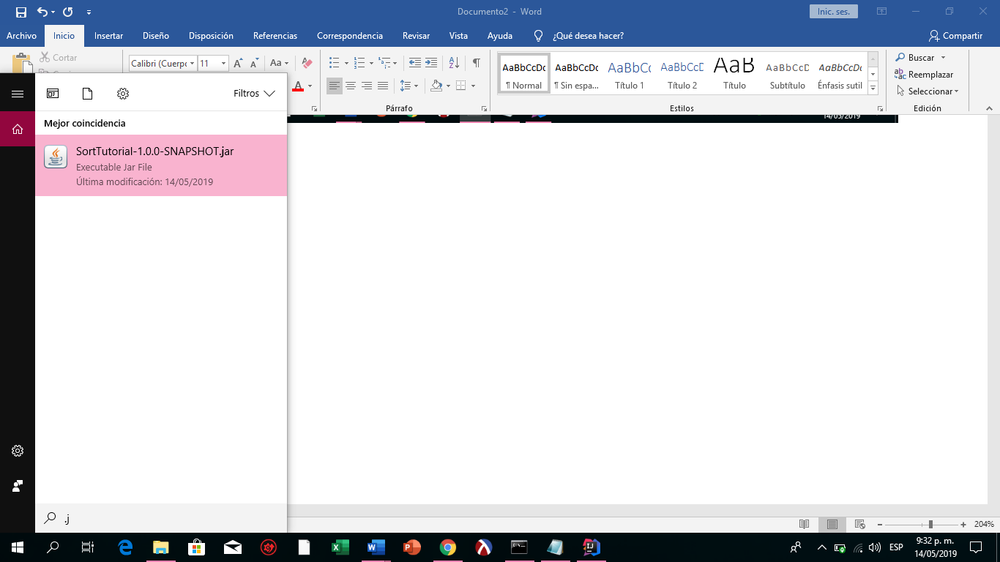 Documento2 - Word
Inic. ses.
Archivo
Inicio
Insertar
Diseño
Disposición
Referencias
Correspondencia
Revisar
Vista
Ayuda
¿Qué desea hacer?
Compartir
Cortar
Calibri (Cuerpo
11
Aa
A
Párrafo
AaBbCcDc
¶ Normal
AaBbCcDc
¶ Sin espa...
AaBbCc
Título 1
AaBbCcD
Título 2
AaB
Título
AaBbCcD
Subtítulo
AaBbCcDc
Énfasis sutil
Estilos
Buscar
Reemplazar
Seleccionar
Edición
14/05/2019
Filtros
Mejor coincidencia
SortTutorial-1.0.0-SNAPSHOT.jar
Executable Jar File
Última modificación: 14/05/2019
.j
204%
ESP
9:32 p. m.
14/05/2019